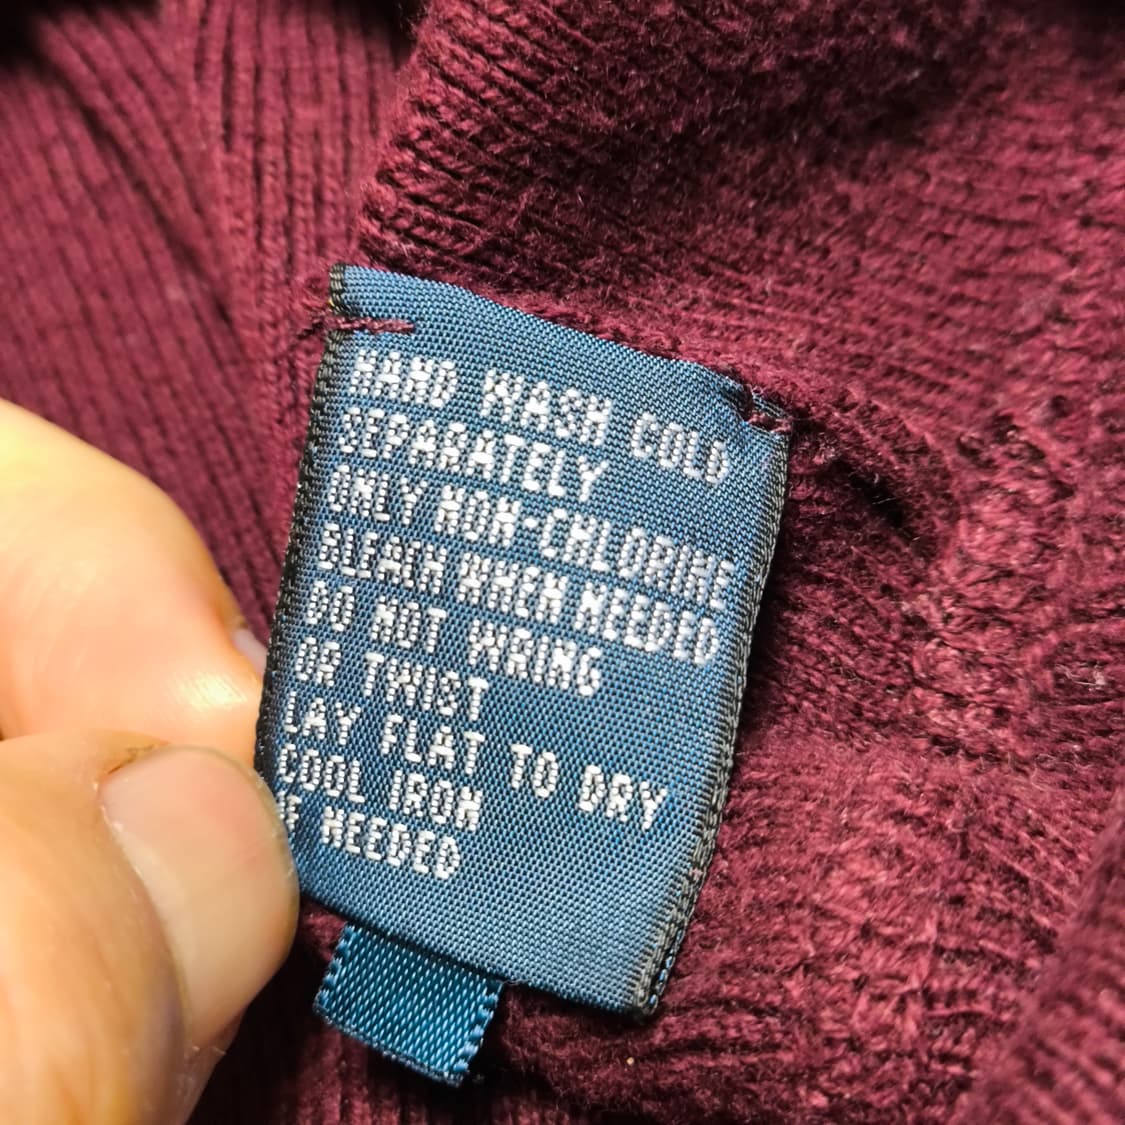 HAND WASH COLD
SEPARATELY
ONLY NON-CHLORINE
BLEACH WHEN NEEDED
DO NOT WRING
OR TWIST
LAY FLAT TO DRY
COOL IRON
IF NEEDED